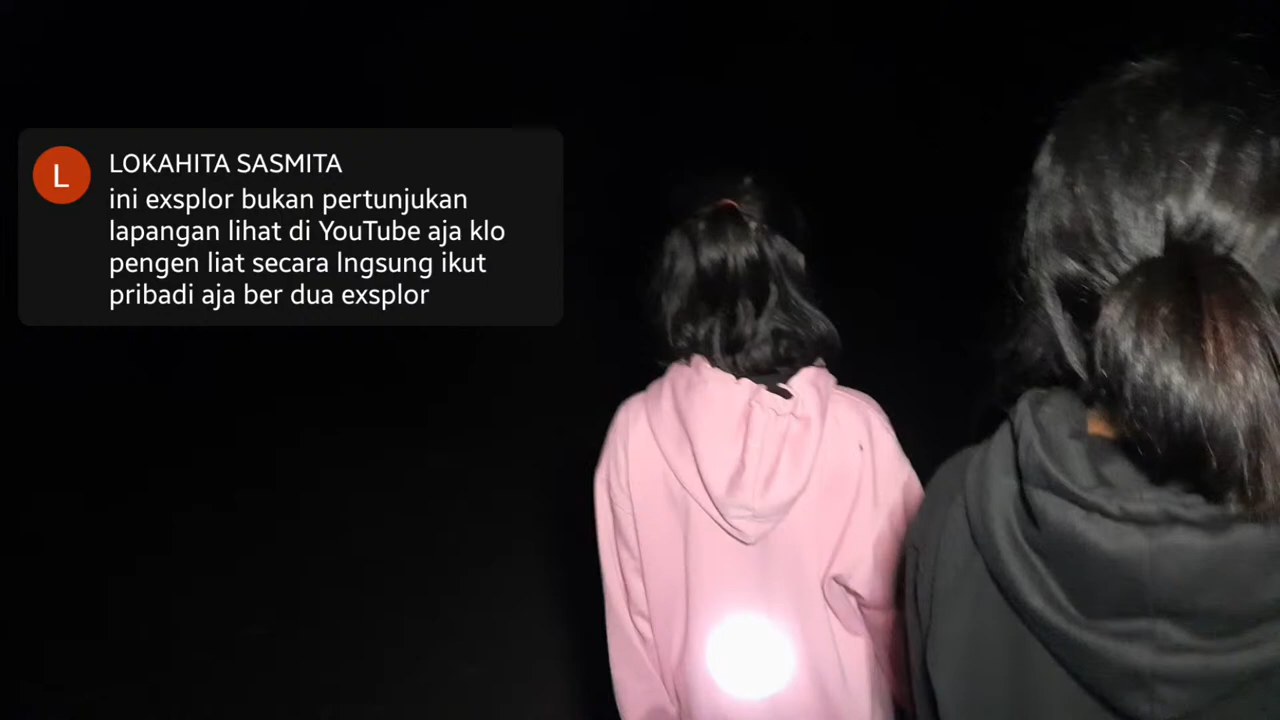 L
LOKAHITA SASMITA
ini exsplor bukan pertunjukan
lapangan lihat di YouTube aja klo
pengen liat secara lngsung ikut
pribadi aja ber dua exsplor